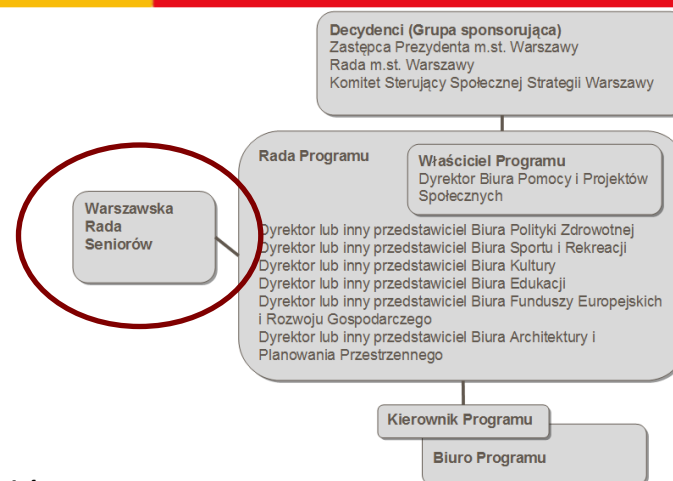 Decydenci (Grupa sponsorująca)
Zastępca Prezydenta m.st. Warszawy
Rada m.st. Warszawy
Komitet Sterujący Społecznej Strategii Warszawy
Rada Programu
Właściciel Programu
Dyrektor Biura Pomocy i Projektów
Społecznych
Warszawska
Rada
Seniorów
Dyrektor lub inny przedstawiciel Biura Polityki Zdrowotnej
Dyrektor lub inny przedstawiciel Biura Sportu i Rekreacji
Dyrektor lub inny przedstawiciel Biura Kultury
Dyrektor lub inny przedstawiciel Biura Edukacji
Dyrektor lub inny przedstawiciel Biura Funduszy Europejskich
i Rozwoju Gospodarczego
Dyrektor lub inny przedstawiciel Biura Architektury i
Planowania Przestrzennego
Kierownik Programu
Biuro Programu